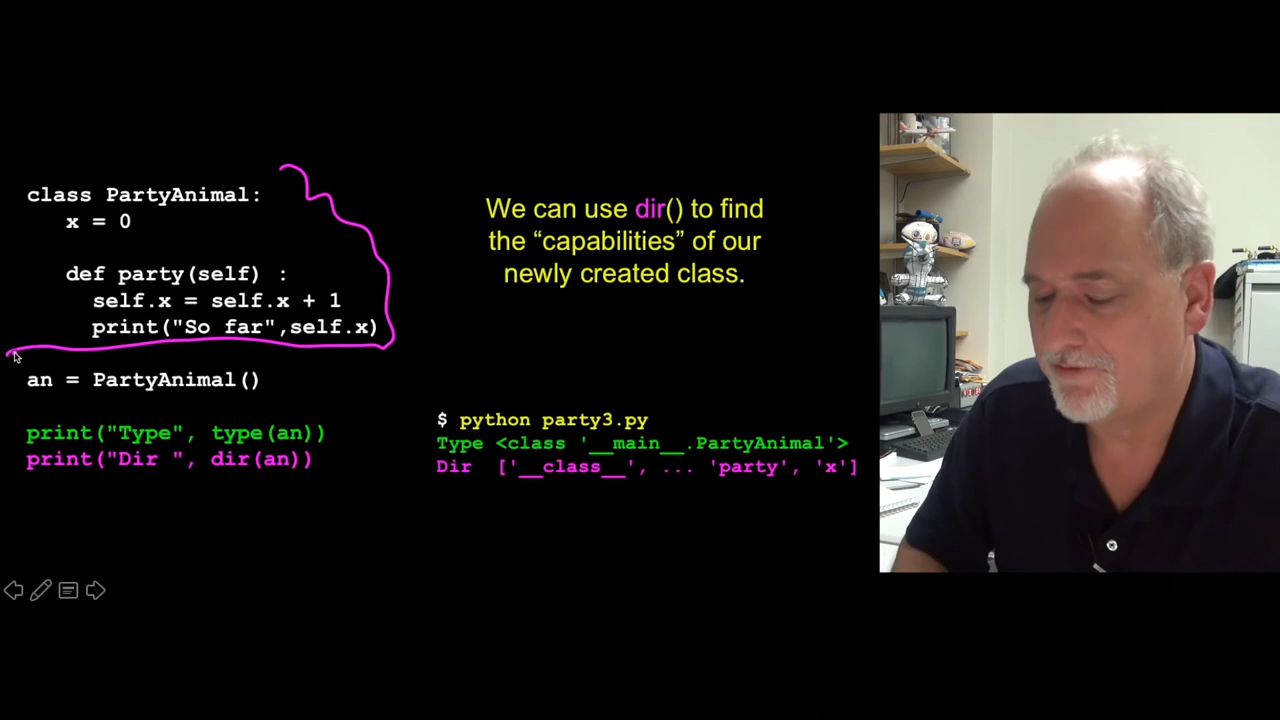 class PartyAnimal:
x = 0
def party(self) :
self.x = self.x + 1
print("So far",self.x)
an = PartyAnimal()
print("Type", type(an))
print("Dir ", dir(an))
We can use dir() to find
the “capabilities” of our
newly created class.
$ python party3.py
Type <class '__main__.PartyAnimal'>
Dir  ['__class__', ... 'party', 'x']